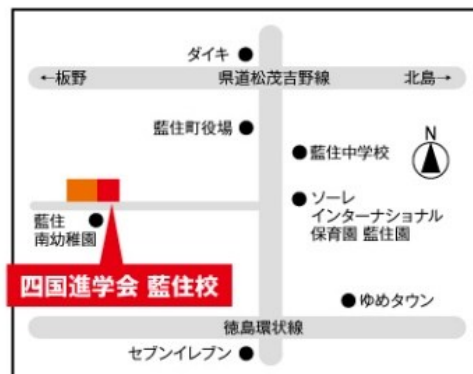 ダイキ
←板野
県道松茂吉野線
北島→
藍住町役場
藍住中学校
N
ソーレ
インターナショナル
保育園 藍住園
藍住
南幼稚園
四国進学会 藍住校
ゆめタウン
徳島環状線
セブンイレブン